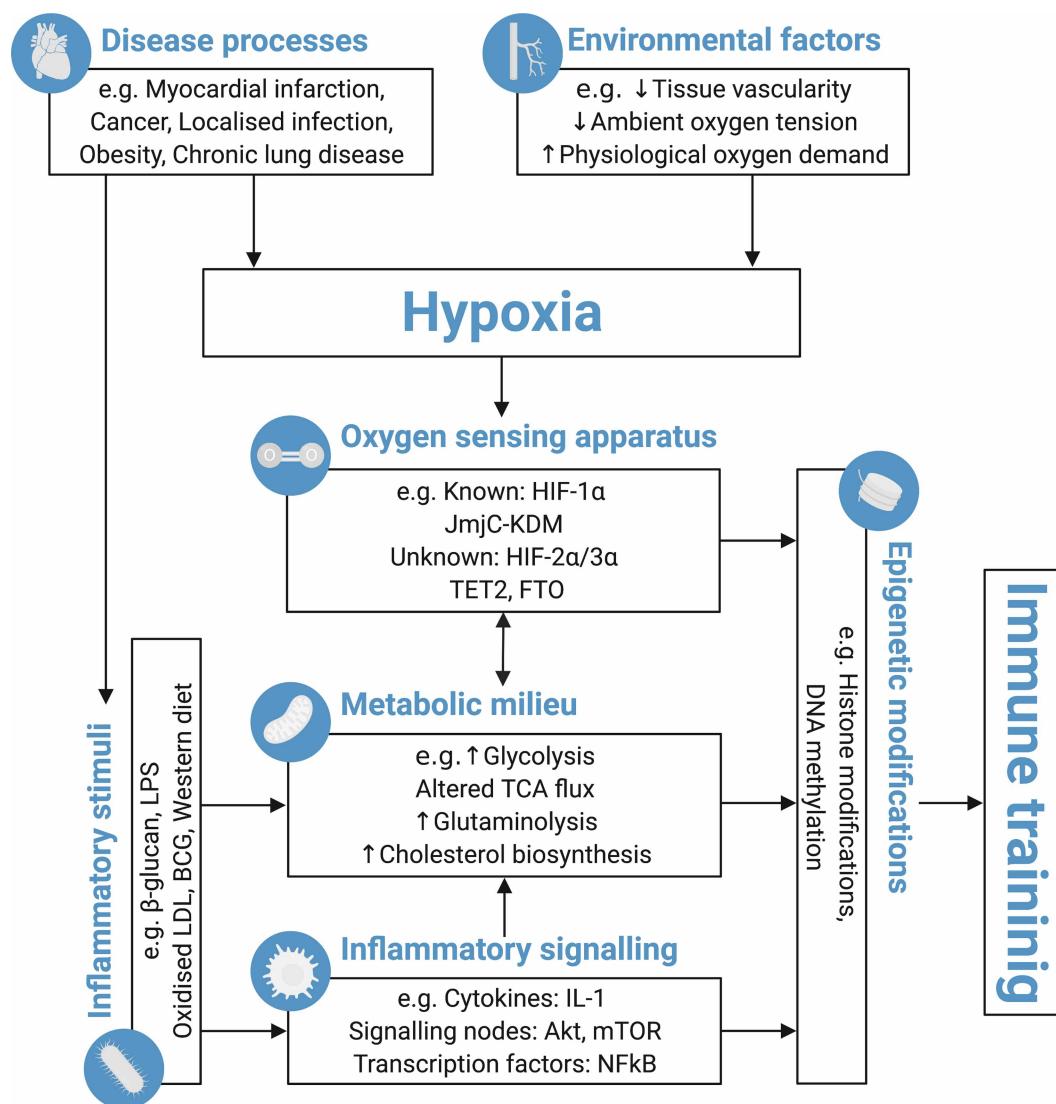 Disease processes
e.g. Myocardial infarction,
Cancer, Localised infection,
Obesity, Chronic lung disease
Environmental factors
e.g. ↓Tissue vascularity
↓Ambient oxygen tension
↑Physiological oxygen demand
Hypoxia
Oxygen sensing apparatus
O O
e.g. Known: HIF-1α
JmjC-KDM
Unknown: HIF-2α/3α
TET2, FTO
Metabolic milieu
e.g.↑Glycolysis
Altered TCA flux
↑Glutaminolysis
↑Cholesterol biosynthesis
Inflammatory signalling
e.g. Cytokines: IL-1
Signalling nodes: Akt, mTOR
Transcription factors: NFkB
Inflammatory stimuli
e.g. β-glucan, LPS
Oxidised LDL, BCG, Western diet
Epigenetic modifications
e.g. Histone modifications,
DNA methylation
Immune traininig